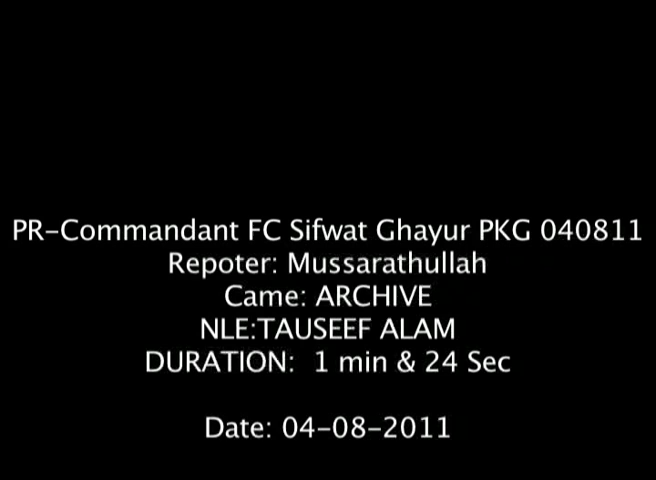 PR-Commandant FC Sifwat Ghayur PKG 040811
Repoter: Mussarathullah
Came: ARCHIVE
NLE:TAUSEEF ALAM
DURATION:  1 min & 24 Sec
Date: 04-08-2011